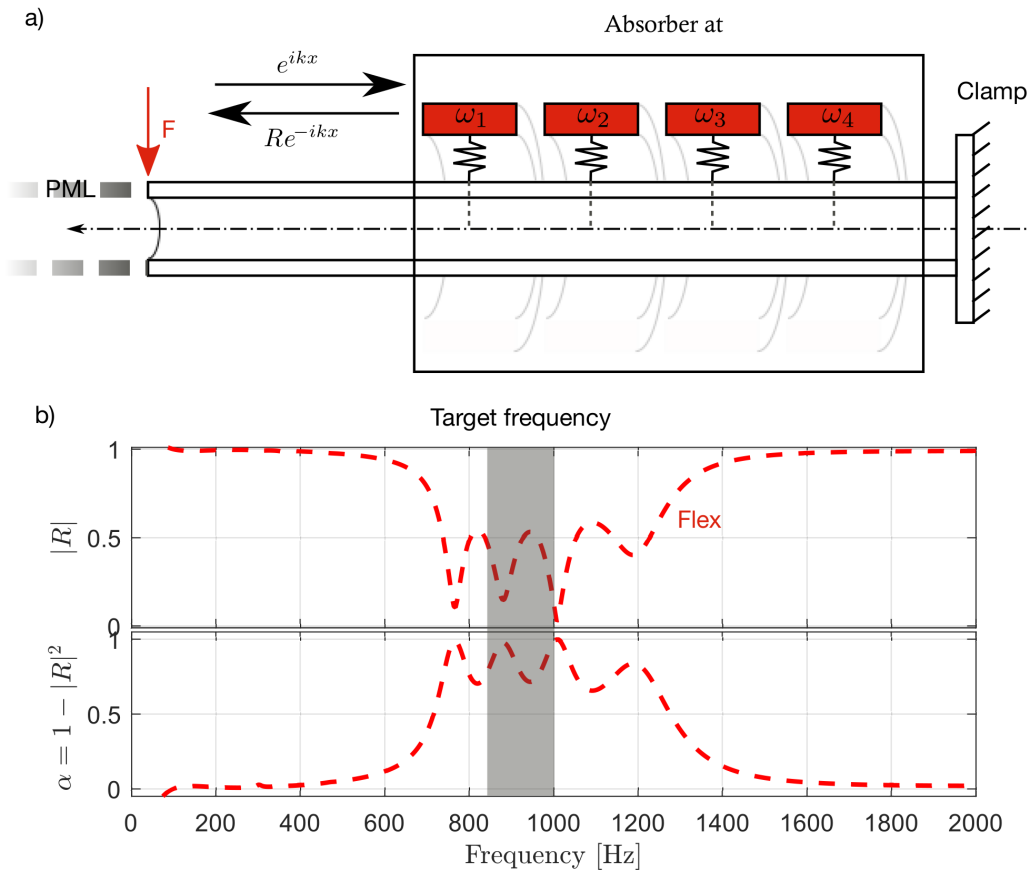 a)
Absorber at
e^{ikx}
Clamp
F
Re^{-ikx}
ω₁ ω₂ ω₃ ω₄
PML
b)
Target frequency
|R|
1
0.5
0
Flex
α = 1 − |R|²
1
0.5
0
0 200 400 600 800 1000 1200 1400 1600 1800 2000
Frequency [Hz]